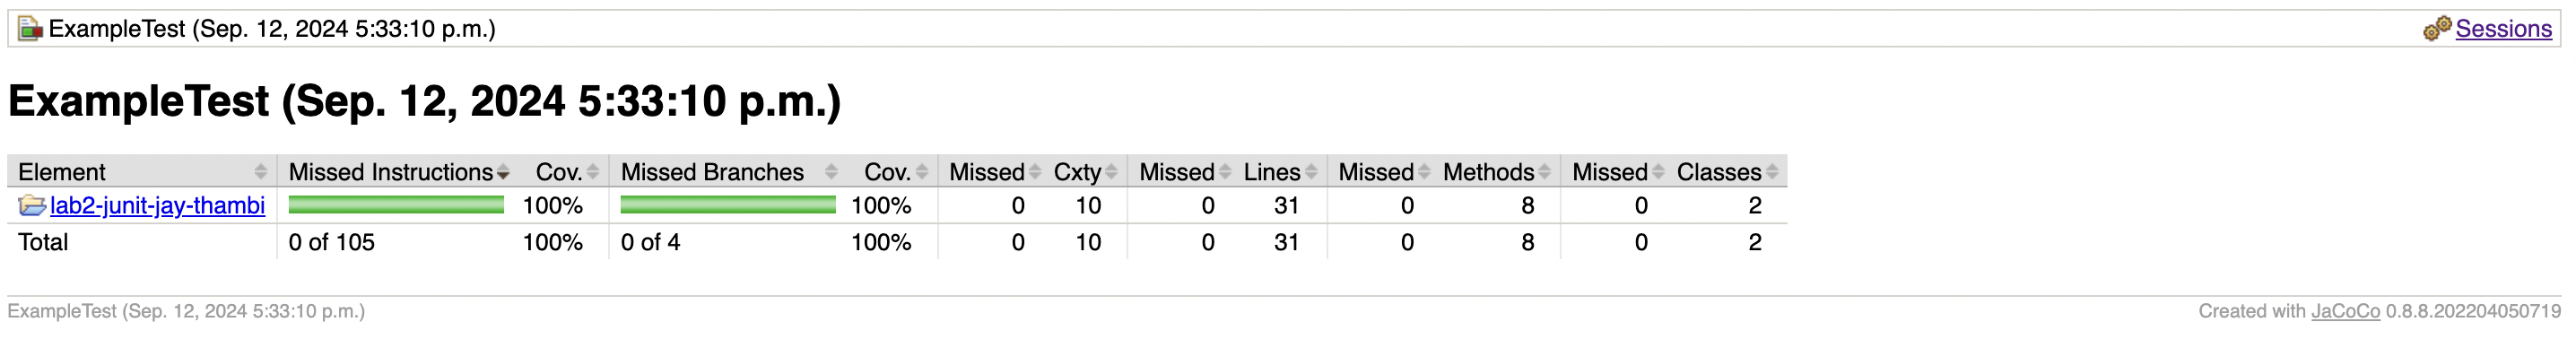 ExampleTest (Sep. 12, 2024 5:33:10 p.m.) Sessions
ExampleTest (Sep. 12, 2024 5:33:10 p.m.)
Element Missed Instructions Cov. Missed Branches Cov. Missed Cxty Missed Lines Missed Methods Missed Classes
lab2-junit-jay-thambi 100% 100% 0 10 0 31 0 8 0 2
Total 0 of 105 100% 0 of 4 100% 0 10 0 31 0 8 0 2
ExampleTest (Sep. 12, 2024 5:33:10 p.m.) Created with JaCoCo 0.8.8.202204050719